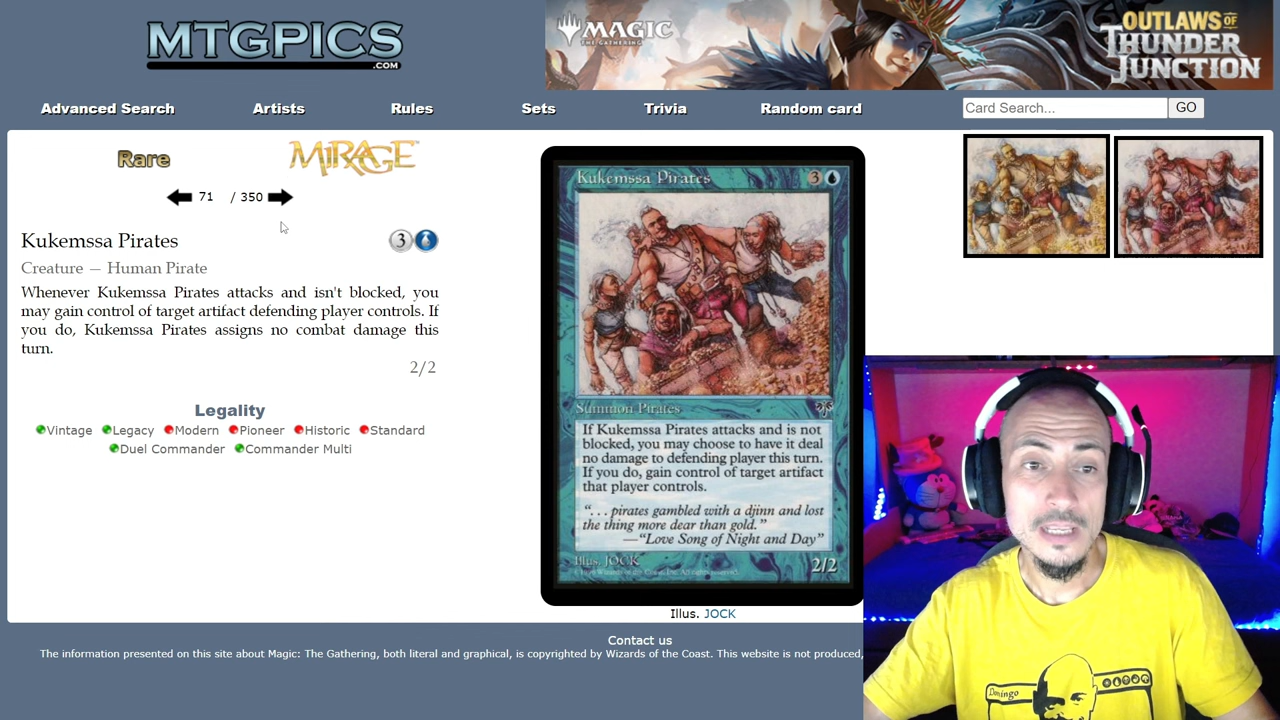 MTGPICS
.COM
MAGIC
THE GATHERING
OUTLAWS OF
THUNDER
JUNCTION
Advanced Search
Artists
Rules
Sets
Trivia
Random card
Card Search...
GO
Rare
MIRAGE
71 / 350
Kukemssa Pirates
3
Creature — Human Pirate
Whenever Kukemssa Pirates attacks and isn't blocked, you
may gain control of target artifact defending player controls. If
you do, Kukemssa Pirates assigns no combat damage this
turn.
2/2
Legality
Vintage Legacy Modern Pioneer Historic Standard
Duel Commander Commander Multi
Kukemssa Pirates
3
Summon Pirates
If Kukemssa Pirates attacks and is not
blocked, you may choose to have it deal
no damage to defending player this turn.
If you do, gain control of target artifact
that player controls.
“. . . pirates gambled with a djinn and lost
the thing more dear than gold.”
—“Love Song of Night and Day”
Illus. JOCK
2/2
Illus. JOCK
Contact us
The information presented on this site about Magic: The Gathering, both literal and graphical, is copyrighted by Wizards of the Coast. This website is not produced,
Domingo